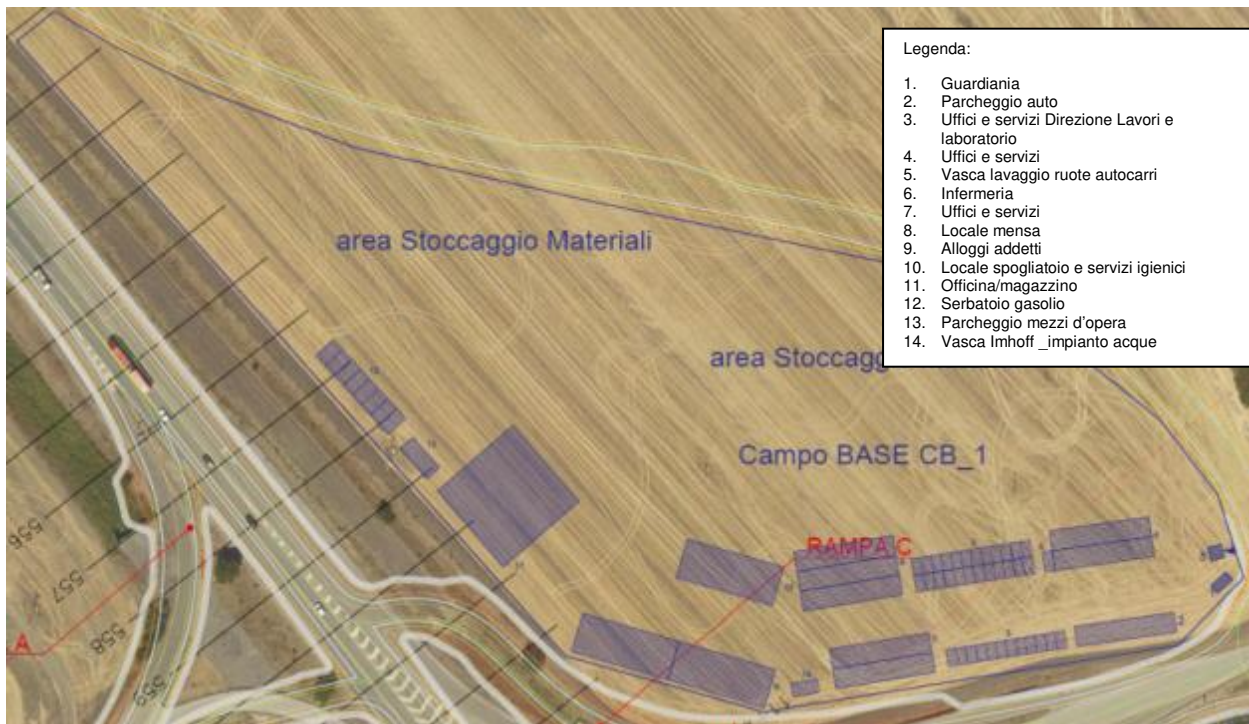 Legenda:
1. Guardiania
2. Parcheggio auto
3. Uffici e servizi Direzione Lavori e
laboratorio
4. Uffici e servizi
5. Vasca lavaggio ruote autocarri
6. Infermeria
7. Uffici e servizi
8. Locale mensa
9. Alloggi addetti
10. Locale spogliatoio e servizi igienici
11. Officina/magazzino
12. Serbatoio gasolio
13. Parcheggio mezzi d'opera
14. Vasca Imhoff _impianto acque
area Stoccaggio Materiali
area Stoccagg
Campo BASE CB_1
RAMPA C
556
557
558
559
A